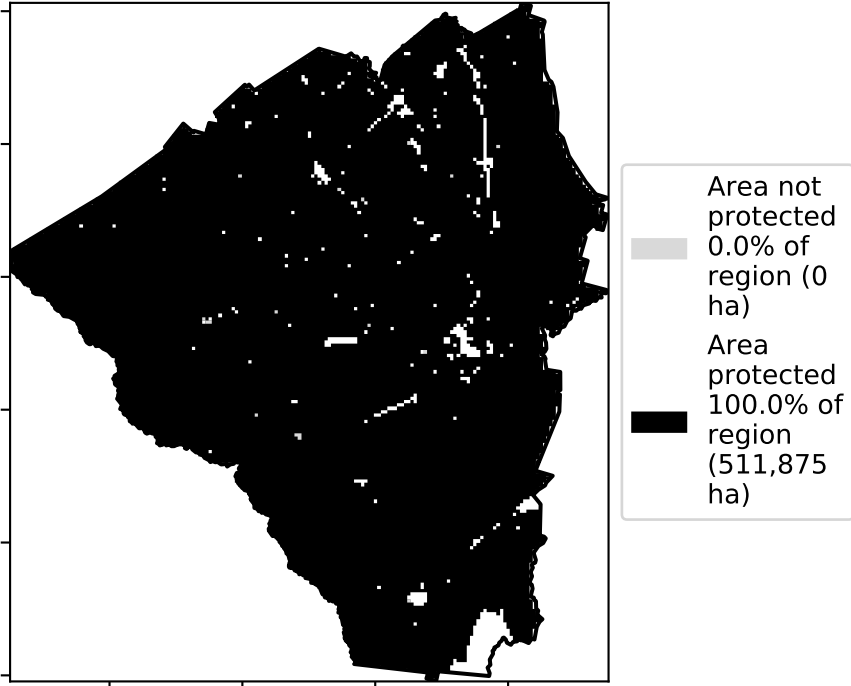 Area not
protected
0.0% of
region (0
ha)
Area
protected
100.0% of
region
(511,875
ha)